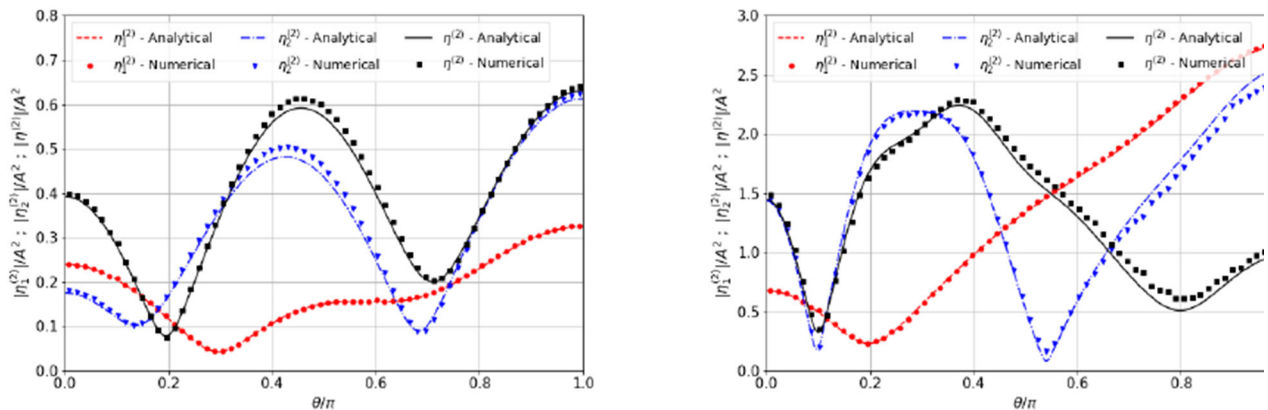 0.8
0.7
0.6
0.5
0.4
0.3
0.2
0.1
0.0
|η₁⁽²⁾|/A² ; |η₂⁽²⁾|/A² ; |η⁽²⁾|/A²
η₁⁽²⁾ - Analytical
η₁⁽²⁾ - Numerical
η₂⁽²⁾ - Analytical
η₂⁽²⁾ - Numerical
η⁽²⁾ - Analytical
η⁽²⁾ - Numerical
0.0 0.2 0.4 0.6 0.8 1.0
θ/π
3.0
2.5
2.0
1.5
1.0
0.5
0.0
|η₁⁽²⁾|/A² ; |η₂⁽²⁾|/A² ; |η⁽²⁾|/A²
η₁⁽²⁾ - Analytical
η₁⁽²⁾ - Numerical
η₂⁽²⁾ - Analytical
η₂⁽²⁾ - Numerical
η⁽²⁾ - Analytical
η⁽²⁾ - Numerical
0.0 0.2 0.4 0.6 0.8
θ/π